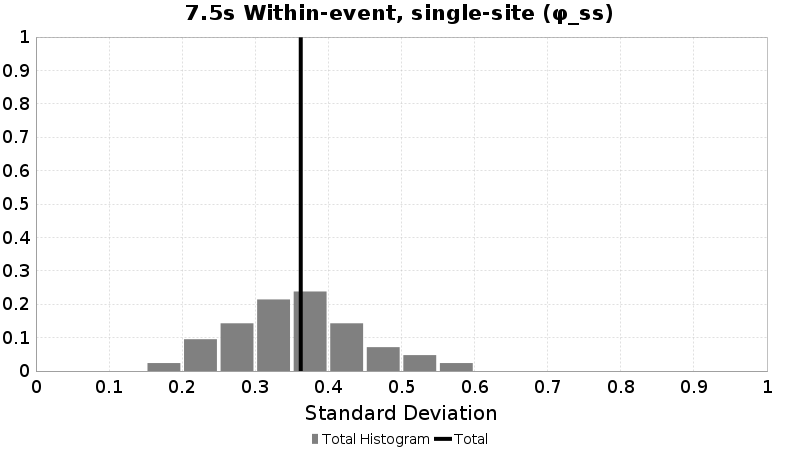 7.5s Within-event, single-site (φ_ss)
1
0.9
0.8
0.7
0.6
0.5
0.4
0.3
0.2
0.1
0
0 0.1 0.2 0.3 0.4 0.5 0.6 0.7 0.8 0.9 1
Standard Deviation
Total Histogram Total